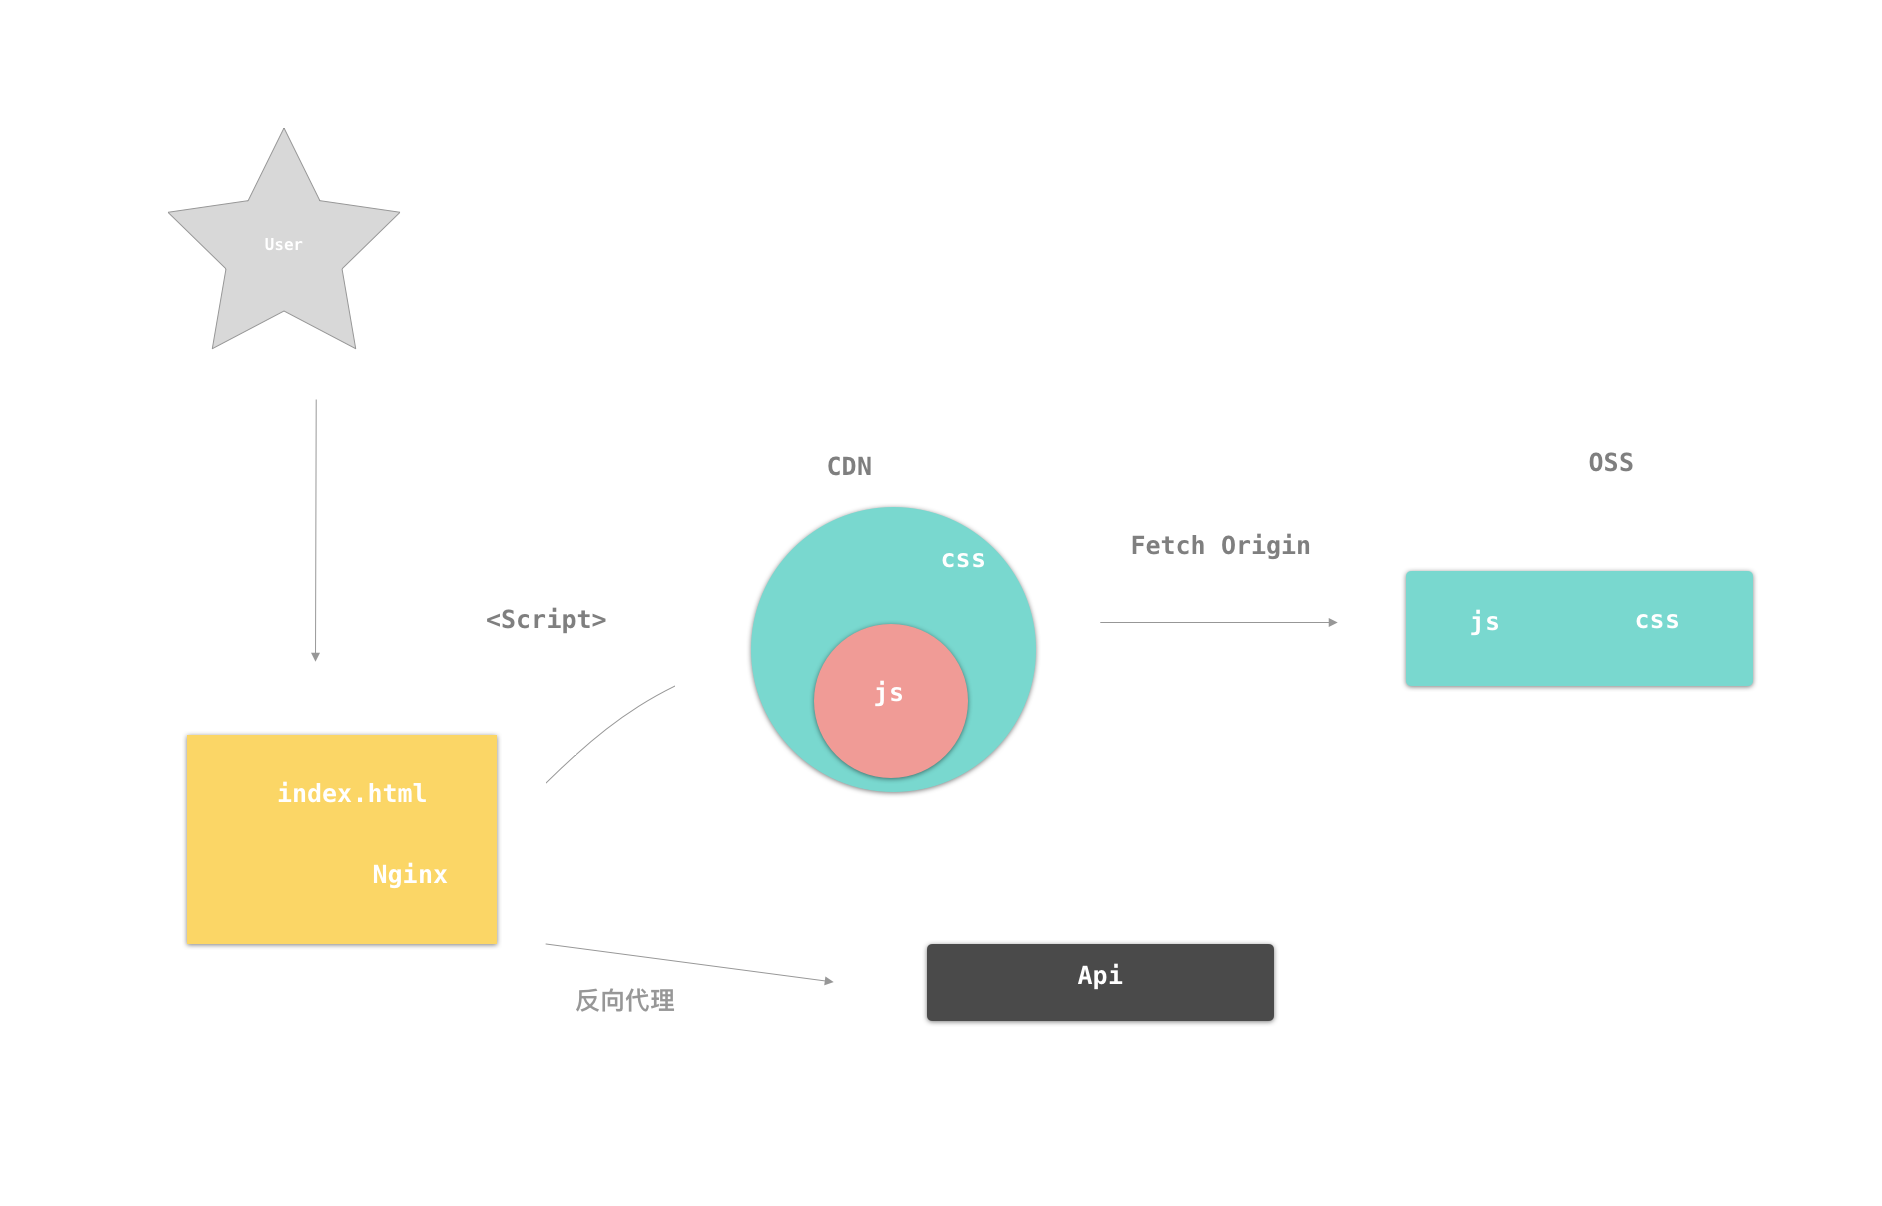 User
CDN
OSS
Fetch Origin
css
<Script>
js
css
js
index.html
Nginx
Api
反向代理